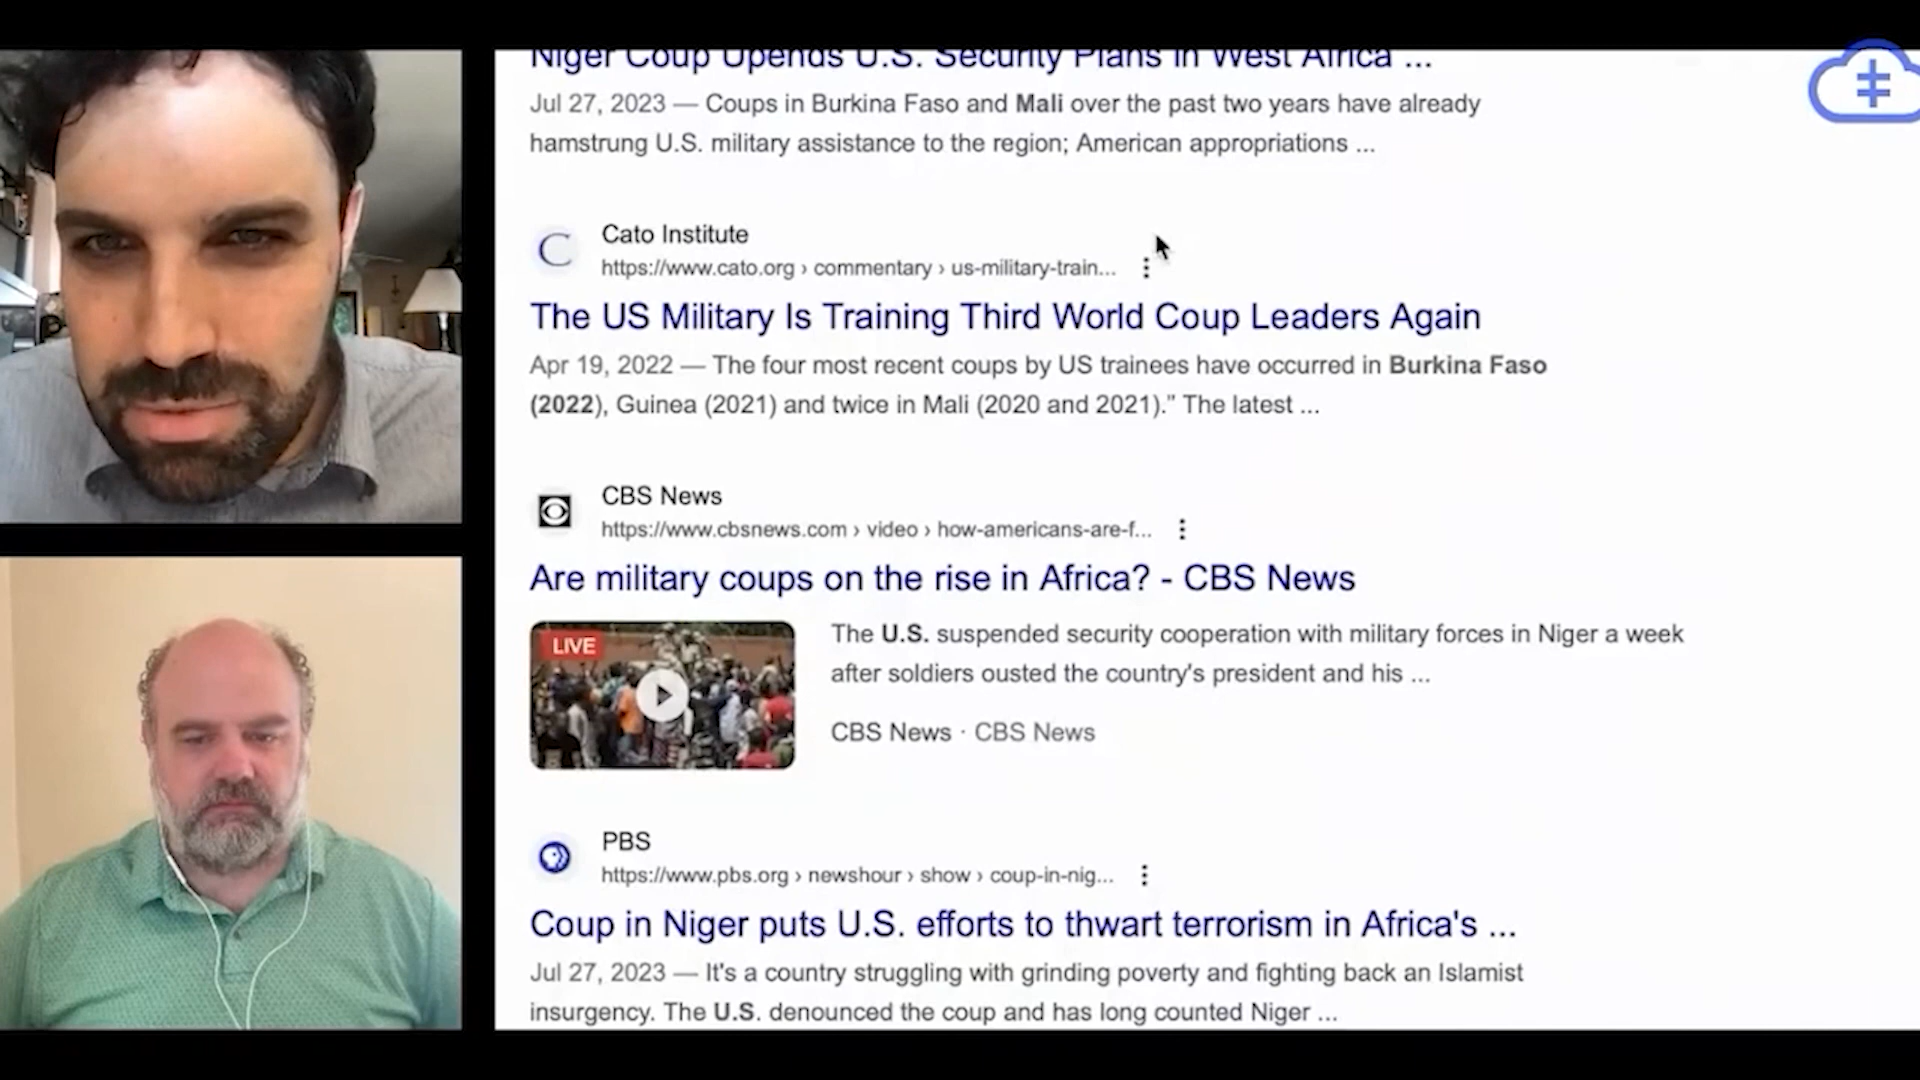 Niger Coup Upends U.S. Security Plans in West Africa ...
Jul 27, 2023 — Coups in Burkina Faso and Mali over the past two years have already
hamstrung U.S. military assistance to the region; American appropriations ...
Cato Institute
https://www.cato.org › commentary › us-military-train...
The US Military Is Training Third World Coup Leaders Again
Apr 19, 2022 — The four most recent coups by US trainees have occurred in Burkina Faso
(2022), Guinea (2021) and twice in Mali (2020 and 2021).” The latest ...
CBS News
https://www.cbsnews.com › video › how-americans-are-f...
Are military coups on the rise in Africa? - CBS News
LIVE
The U.S. suspended security cooperation with military forces in Niger a week
after soldiers ousted the country's president and his ...
CBS News · CBS News
PBS
https://www.pbs.org › newshour › show › coup-in-nig...
Coup in Niger puts U.S. efforts to thwart terrorism in Africa's ...
Jul 27, 2023 — It's a country struggling with grinding poverty and fighting back an Islamist
insurgency. The U.S. denounced the coup and has long counted Niger ...